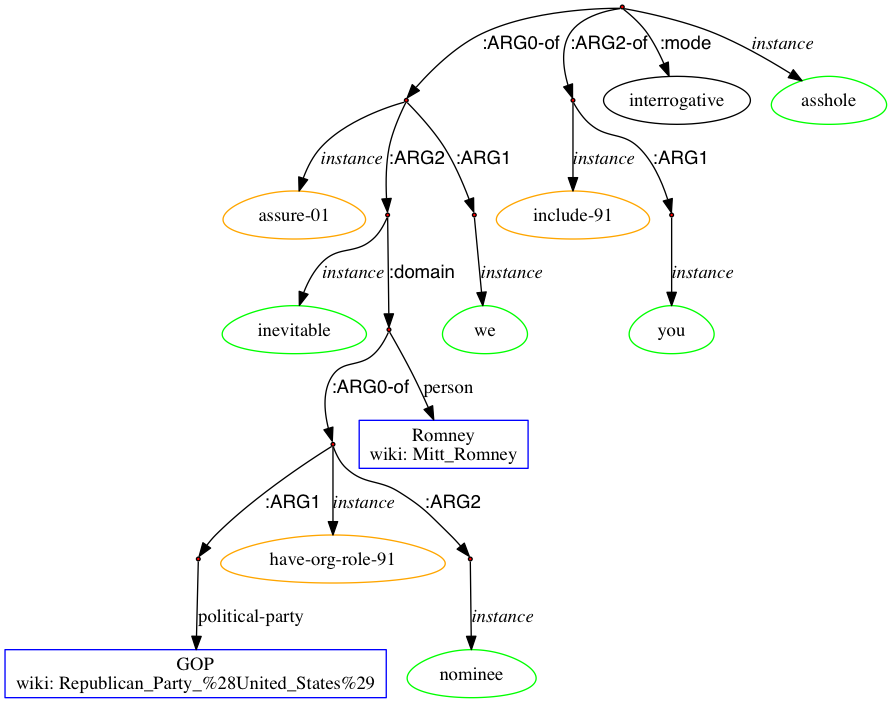 :ARG0-of :ARG2-of :mode instance
interrogative asshole
instance :ARG2 :ARG1 instance :ARG1
assure-01 include-91
instance :domain instance instance
inevitable we you
:ARG0-of person
Romney
wiki: Mitt_Romney
:ARG1 instance :ARG2
have-org-role-91
political-party instance
GOP
wiki: Republican_Party_%28United_States%29
nominee